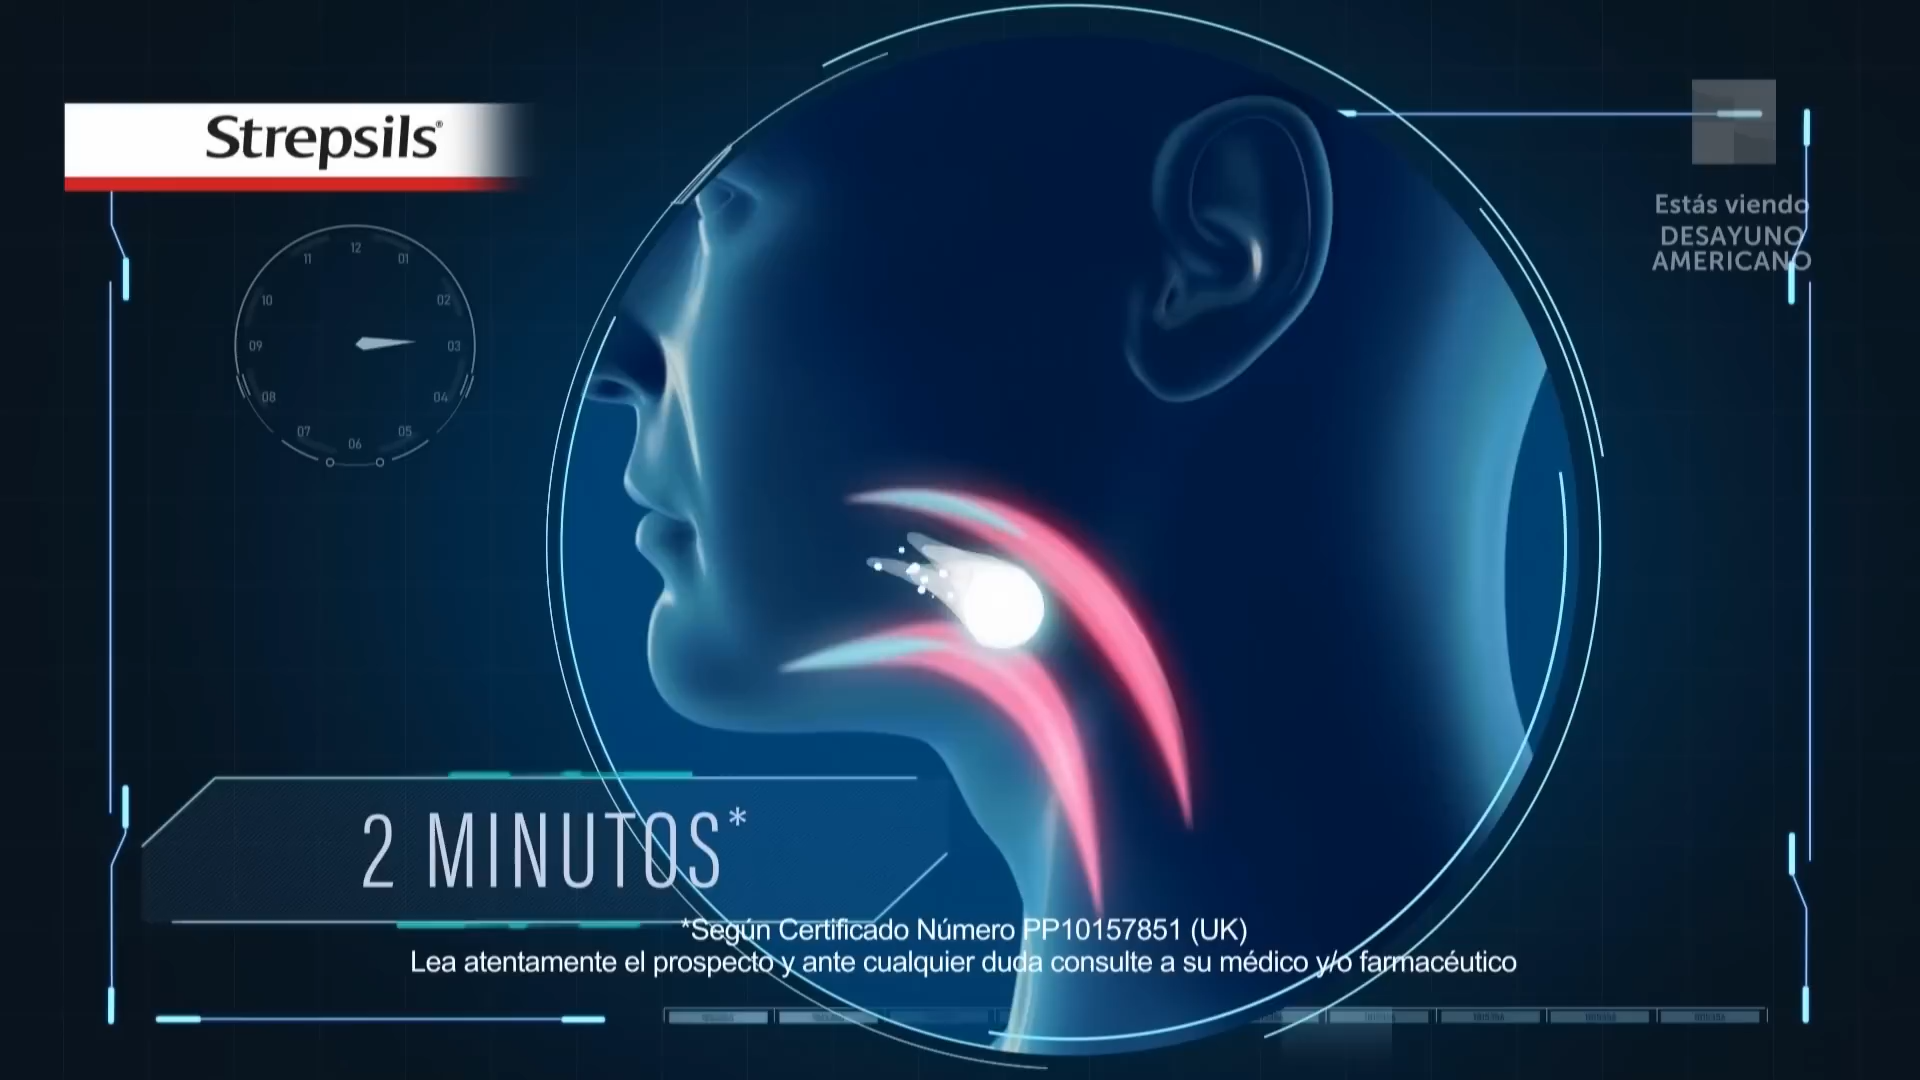 Strepsils®
Estás viendo
DESAYUNO
AMERICANO
12
11
01
10
02
09
03
08
04
07
05
06
2 MINUTOS*
*Según Certificado Número PP10157851 (UK)
Lea atentamente el prospecto y ante cualquier duda consulte a su médico y/o farmacéutico